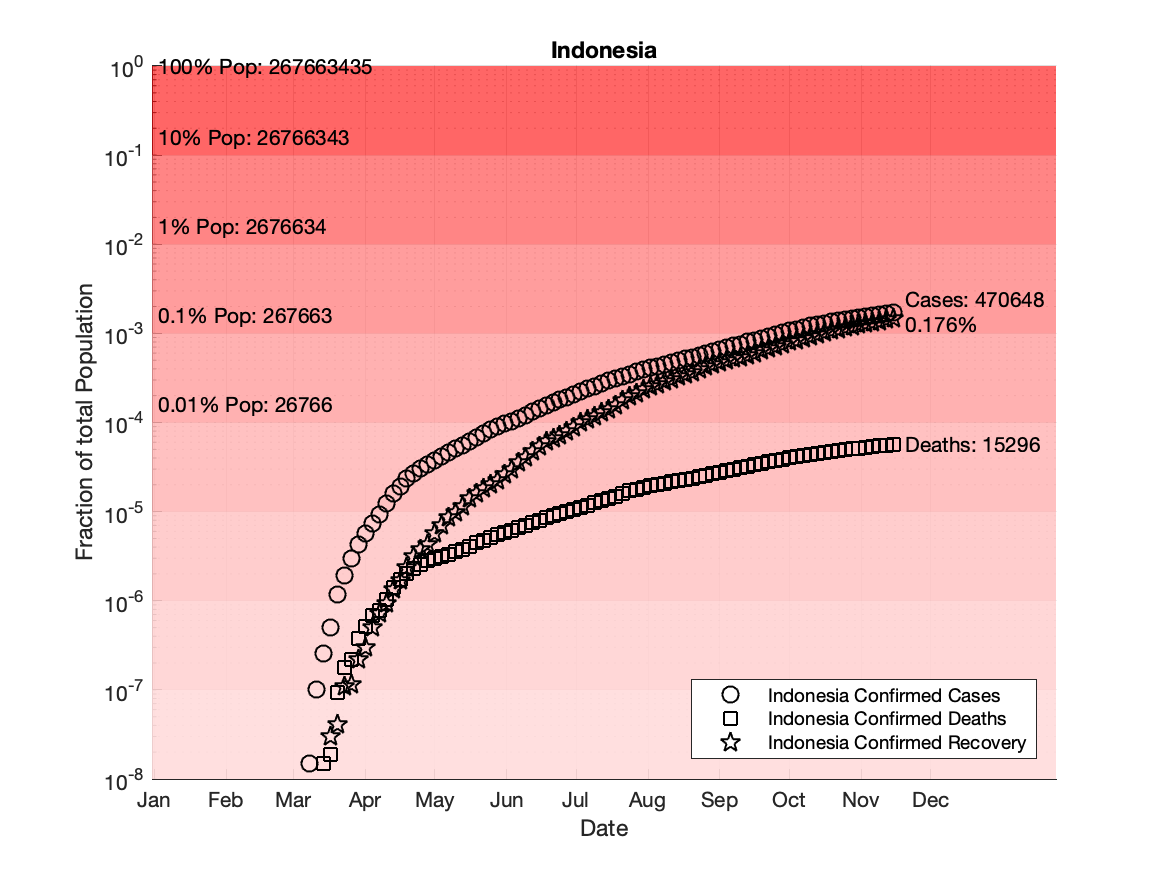 Indonesia
10^0
100% Pop: 267663435
10% Pop: 26766343
10^-1
1% Pop: 2676634
10^-2
0.1% Pop: 267663
10^-3
0.01% Pop: 26766
10^-4
10^-5
10^-6
10^-7
10^-8
Fraction of total Population
Cases: 470648
0.176%
Deaths: 15296
Indonesia Confirmed Cases
Indonesia Confirmed Deaths
Indonesia Confirmed Recovery
Jan Feb Mar Apr May Jun Jul Aug Sep Oct Nov Dec
Date